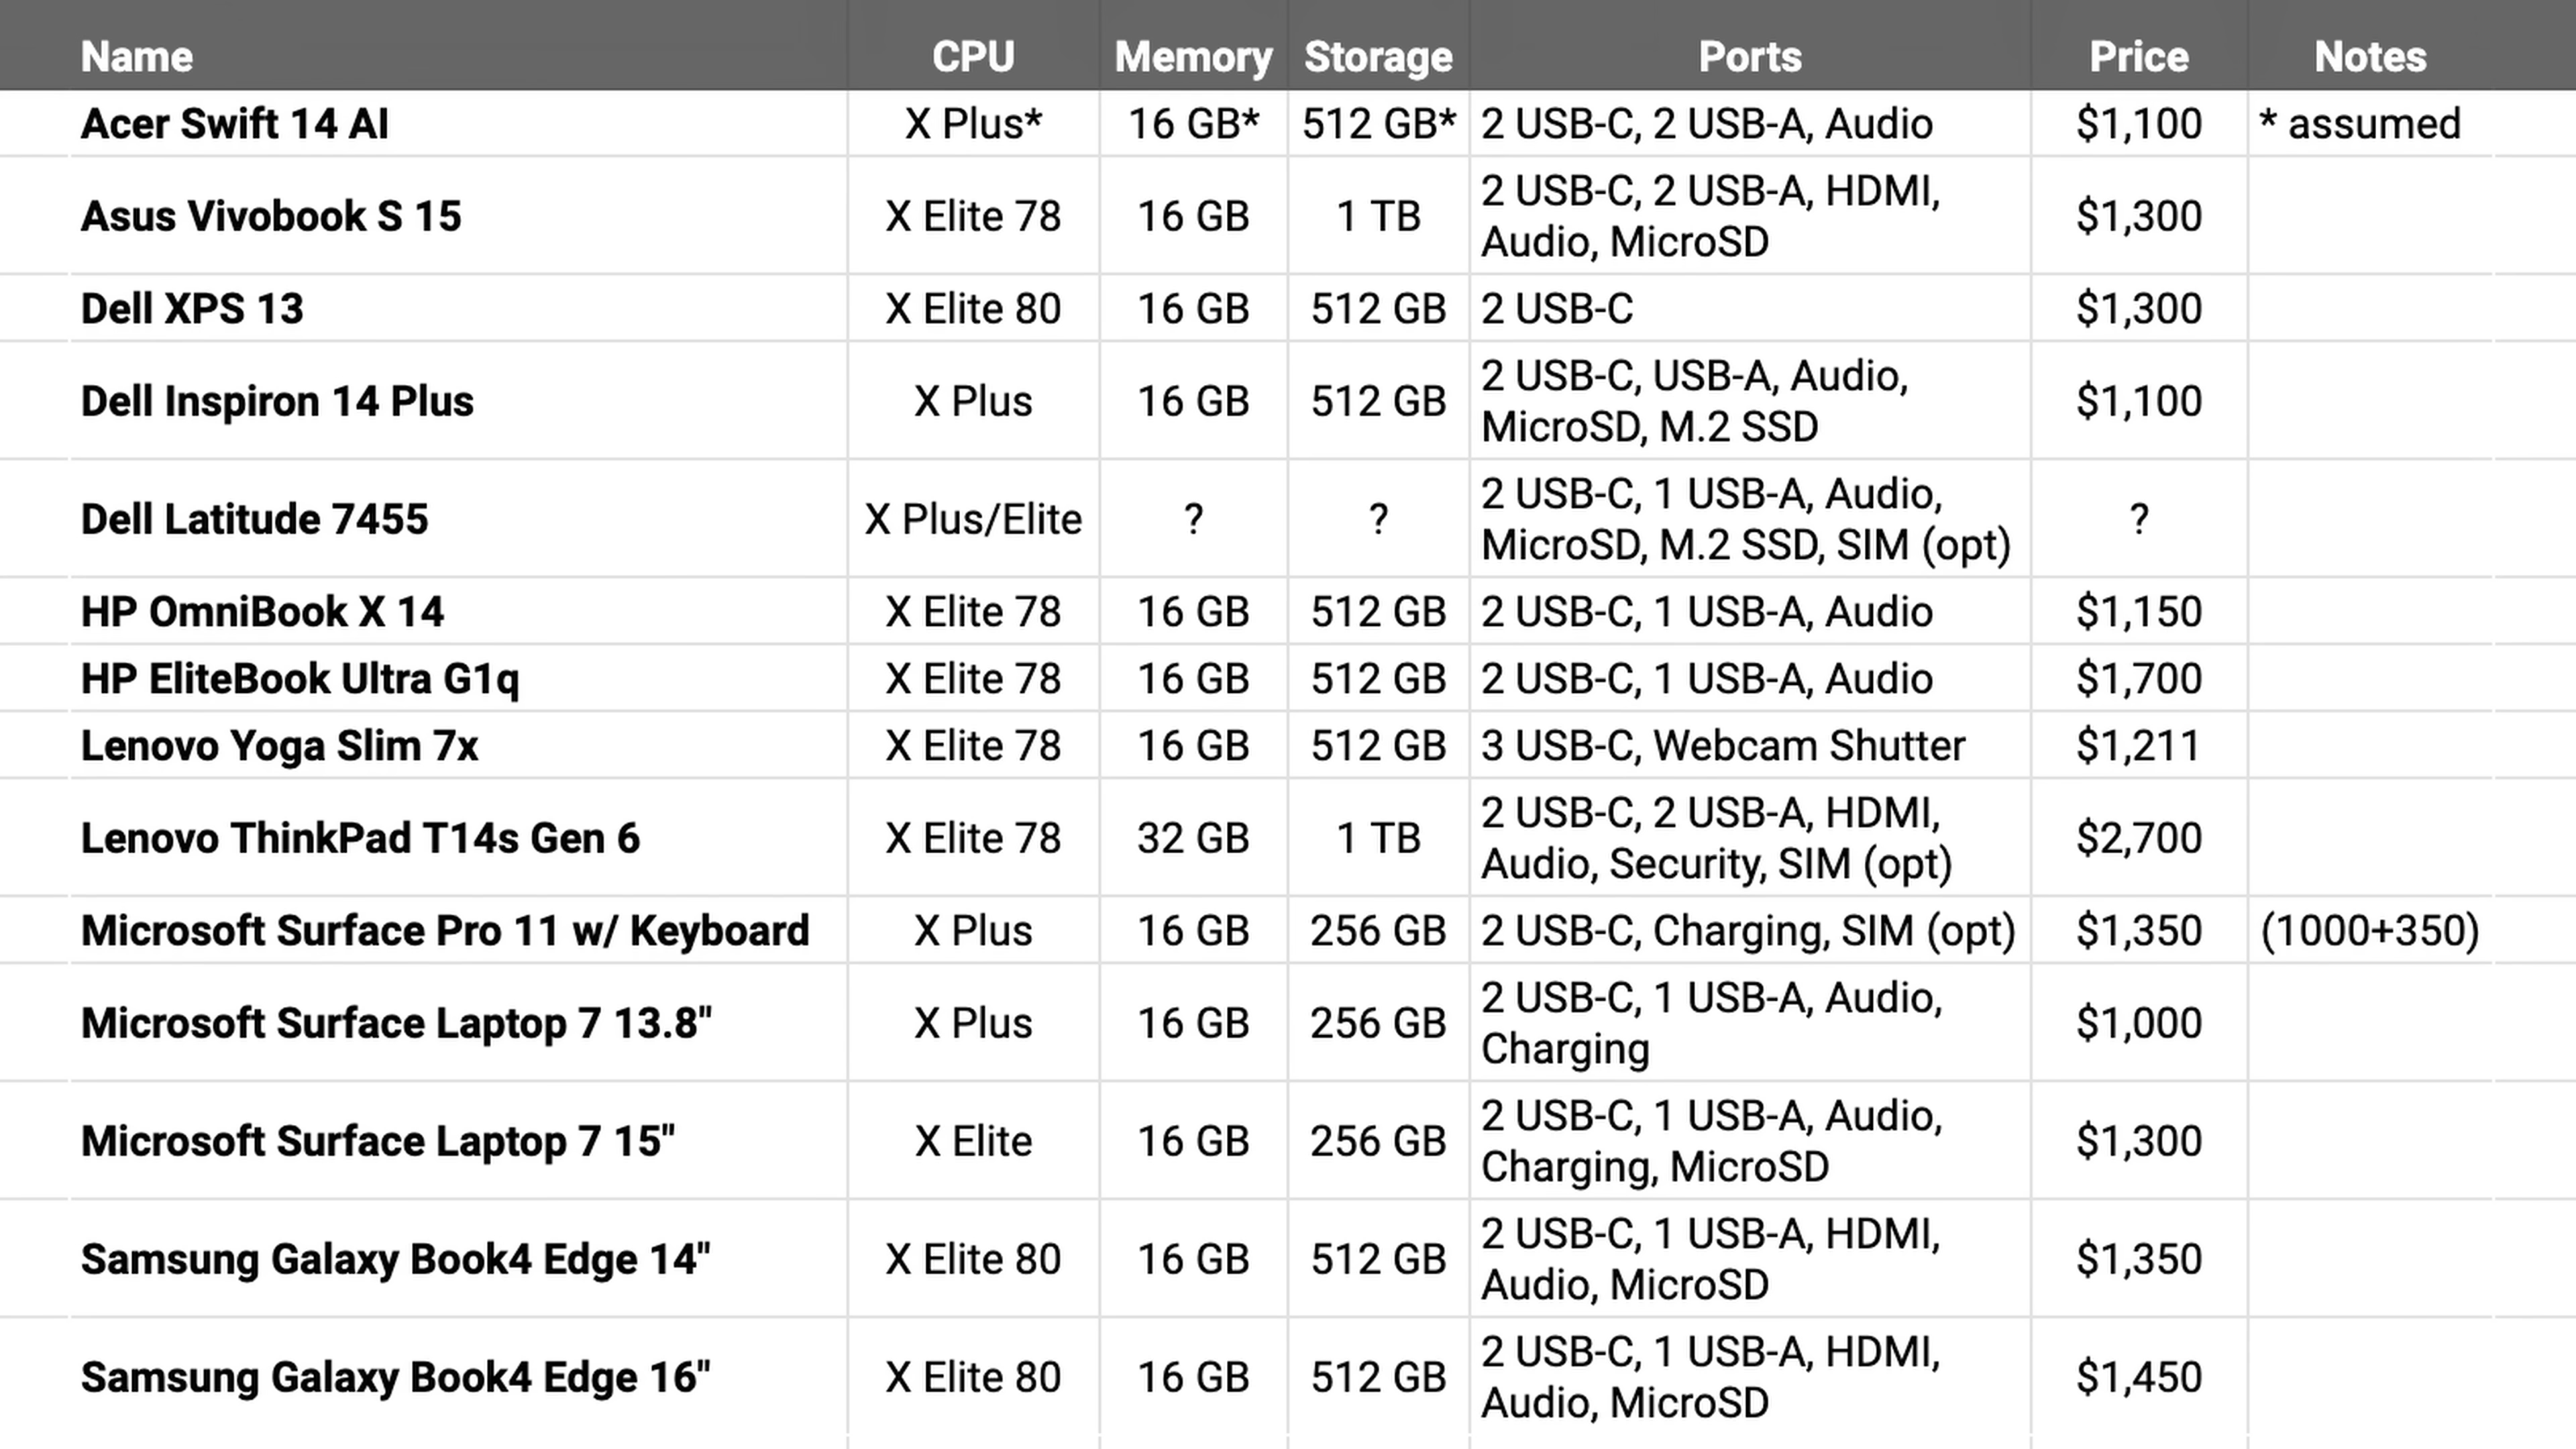 Name CPU Memory Storage Ports Price Notes
Acer Swift 14 AI X Plus* 16 GB* 512 GB* 2 USB-C, 2 USB-A, Audio $1,100 * assumed
Asus Vivobook S 15 X Elite 78 16 GB 1 TB 2 USB-C, 2 USB-A, HDMI,
Audio, MicroSD $1,300
Dell XPS 13 X Elite 80 16 GB 512 GB 2 USB-C $1,300
Dell Inspiron 14 Plus X Plus 16 GB 512 GB 2 USB-C, USB-A, Audio,
MicroSD, M.2 SSD $1,100
Dell Latitude 7455 X Plus/Elite ? ? 2 USB-C, 1 USB-A, Audio,
MicroSD, M.2 SSD, SIM (opt) ?
HP OmniBook X 14 X Elite 78 16 GB 512 GB 2 USB-C, 1 USB-A, Audio $1,150
HP EliteBook Ultra G1q X Elite 78 16 GB 512 GB 2 USB-C, 1 USB-A, Audio $1,700
Lenovo Yoga Slim 7x X Elite 78 16 GB 512 GB 3 USB-C, Webcam Shutter $1,211
Lenovo ThinkPad T14s Gen 6 X Elite 78 32 GB 1 TB 2 USB-C, 2 USB-A, HDMI,
Audio, Security, SIM (opt) $2,700
Microsoft Surface Pro 11 w/ Keyboard X Plus 16 GB 256 GB 2 USB-C, Charging, SIM (opt) $1,350 (1000+350)
Microsoft Surface Laptop 7 13.8" X Plus 16 GB 256 GB 2 USB-C, 1 USB-A, Audio,
Charging $1,000
Microsoft Surface Laptop 7 15" X Elite 16 GB 256 GB 2 USB-C, 1 USB-A, Audio,
Charging, MicroSD $1,300
Samsung Galaxy Book4 Edge 14" X Elite 80 16 GB 512 GB 2 USB-C, 1 USB-A, HDMI,
Audio, MicroSD $1,350
Samsung Galaxy Book4 Edge 16" X Elite 80 16 GB 512 GB 2 USB-C, 1 USB-A, HDMI,
Audio, MicroSD $1,450